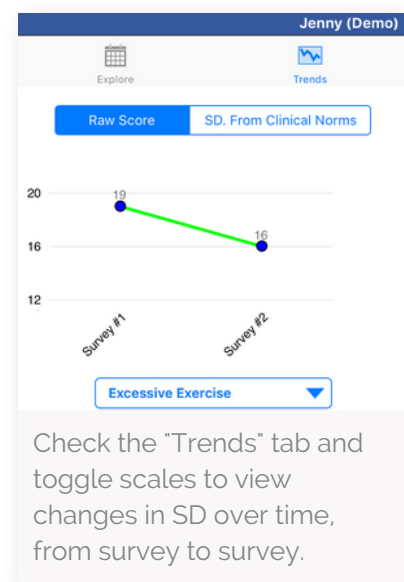 Jenny (Demo)
Explore
Trends
Raw Score
SD. From Clinical Norms
20
19
16
16
12
Survey #1
Survey #2
Excessive Exercise
Check the "Trends" tab and
toggle scales to view
changes in SD over time,
from survey to survey.